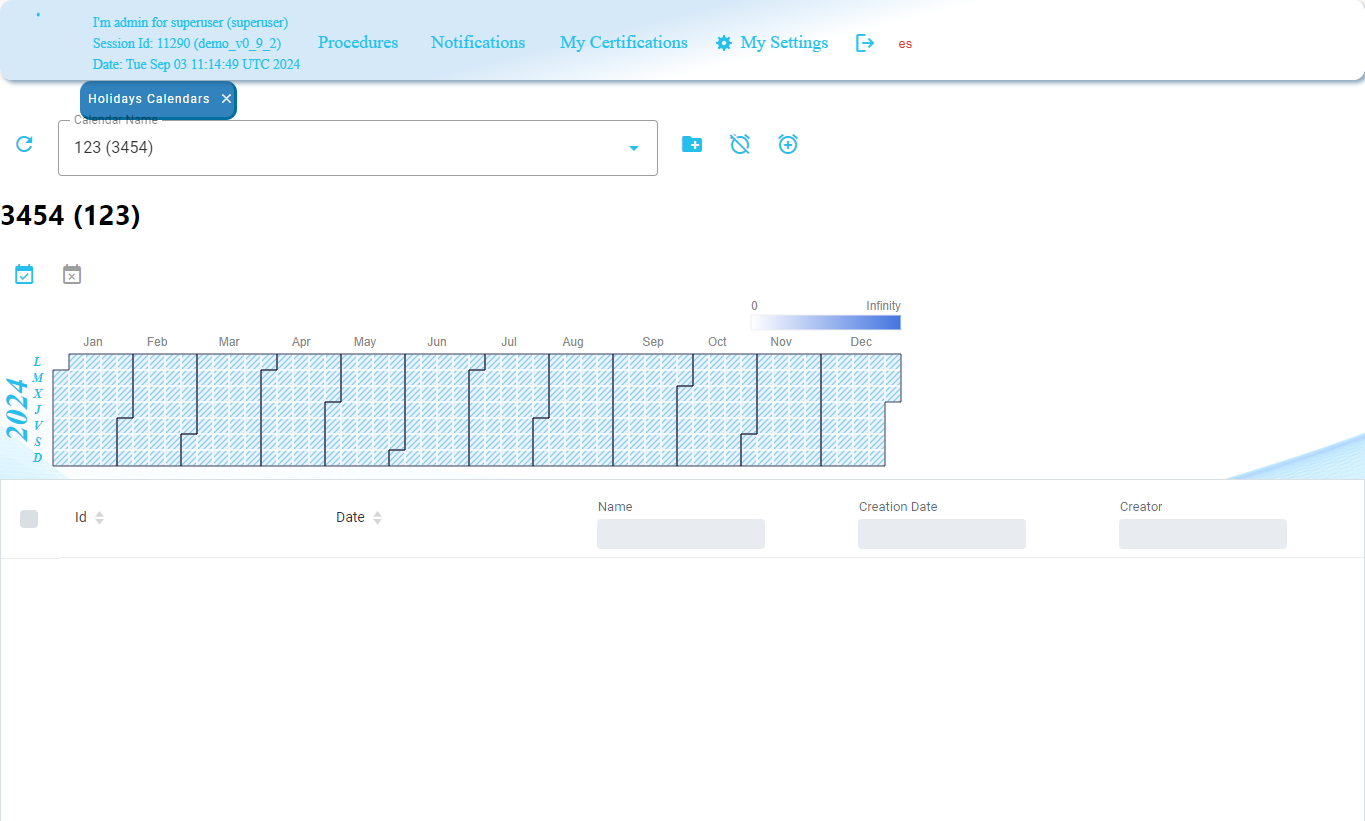 I'm admin for superuser (superuser)
Session Id: 11290 (demo_v0_9_2)
Date: Tue Sep 03 11:14:49 UTC 2024
Procedures
Notifications
My Certifications
My Settings
es
Holidays Calendars
Calendar Name
123 (3454)
3454 (123)
0 Infinity
Jan Feb Mar Apr May Jun Jul Aug Sep Oct Nov Dec
2024
L
M
X
J
V
S
D
Id Date Name Creation Date Creator